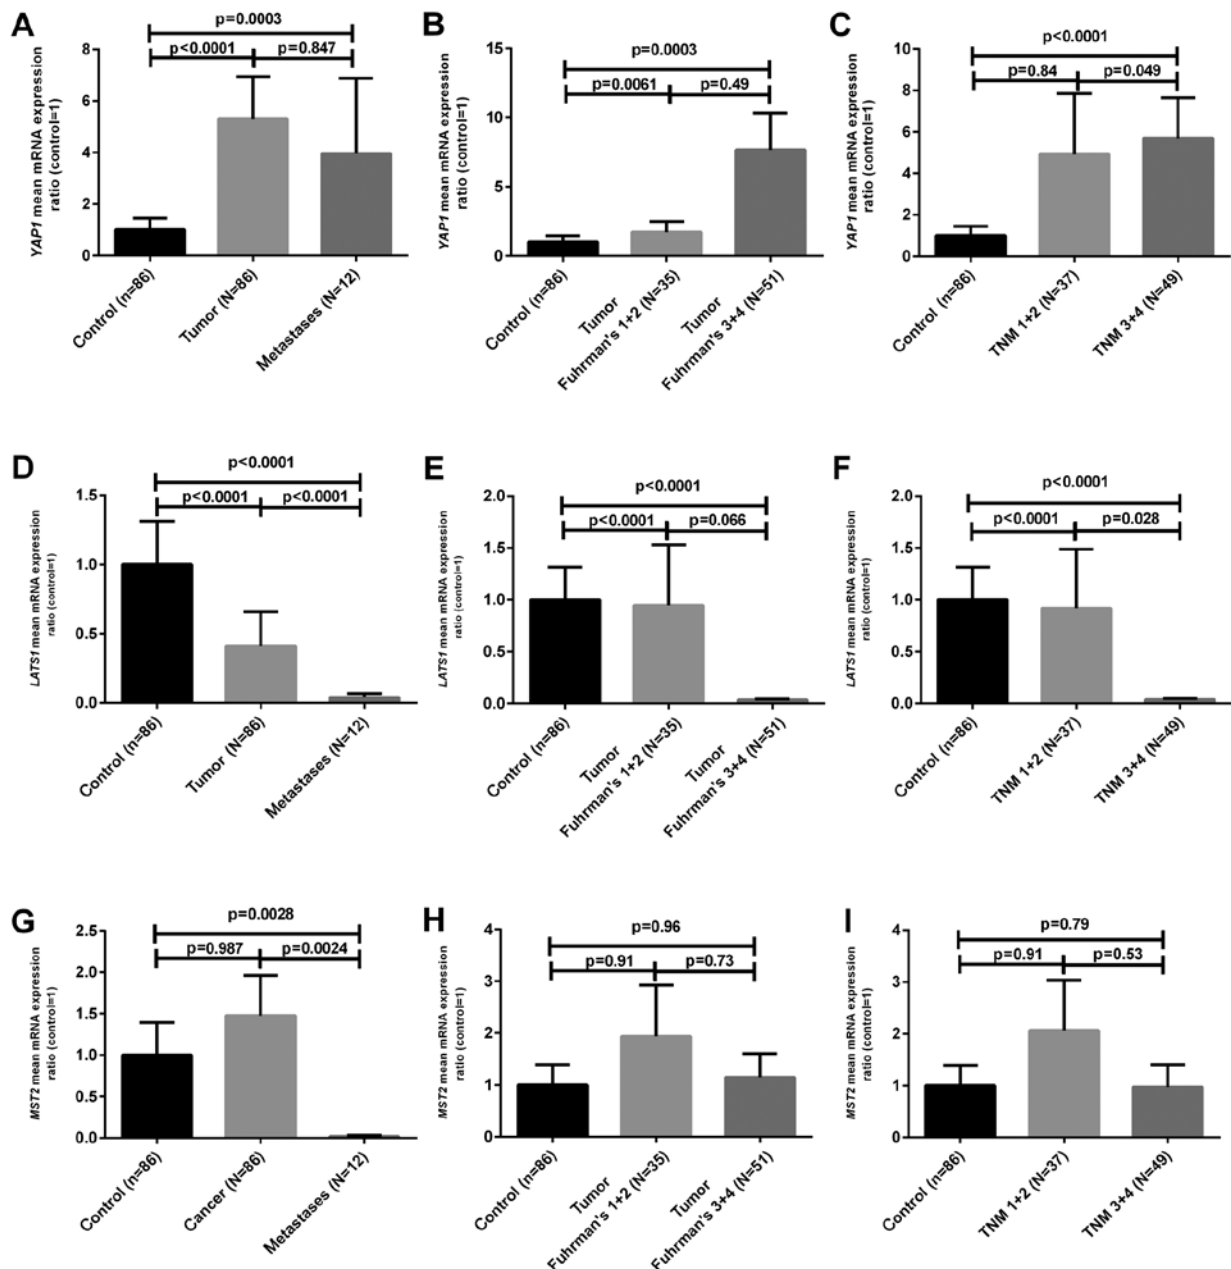 A
p=0.0003
p<0.0001
p=0.847
YAP1 mean mRNA expression
ratio (control=1)
8
6
4
2
0
Control (n=86)
Tumor (N=86)
Metastases (N=12)
B
p=0.0003
p=0.0061
p=0.49
YAP1 mean mRNA expression
ratio (control=1)
15
10
5
0
Control (n=86)
Tumor
Fuhrman's 1+2 (N=35)
Tumor
Fuhrman's 3+4 (N=51)
C
p<0.0001
p=0.84
p=0.049
YAP1 mean mRNA expression
ratio (control=1)
10
8
6
4
2
0
Control (n=86)
TNM 1+2 (N=37)
TNM 3+4 (N=49)
D
p<0.0001
p<0.0001
p<0.0001
LATS1 mean mRNA expression
ratio (control=1)
1.5
1.0
0.5
0.0
Control (n=86)
Tumor (N=86)
Metastases (N=12)
E
p<0.0001
p<0.0001
p=0.066
LATS1 mean mRNA expression
ratio (control=1)
2.0
1.5
1.0
0.5
0.0
Control (n=86)
Tumor
Fuhrman's 1+2 (N=35)
Tumor
Fuhrman's 3+4 (N=51)
F
p<0.0001
p<0.0001
p=0.028
LATS1 mean mRNA expression
ratio (control=1)
2.0
1.5
1.0
0.5
0.0
Control (n=86)
TNM 1+2 (N=37)
TNM 3+4 (N=49)
G
p=0.0028
p=0.987
p=0.0024
MST2 mean mRNA expression
ratio (control=1)
2.5
2.0
1.5
1.0
0.5
0.0
Control (n=86)
Cancer (N=86)
Metastases (N=12)
H
p=0.96
p=0.91
p=0.73
MST2 mean mRNA expression
ratio (control=1)
4
3
2
1
0
Control (n=86)
Tumor
Fuhrman's 1+2 (N=35)
Tumor
Fuhrman's 3+4 (N=51)
I
p=0.79
p=0.91
p=0.53
MST2 mean mRNA expression
ratio (control=1)
4
3
2
1
0
Control (n=86)
TNM 1+2 (N=37)
TNM 3+4 (N=49)